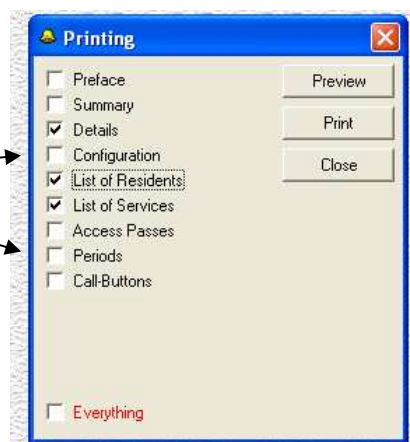 Printing
Preface
Preview
Summary
Details
Print
Configuration
Close
List of Residents
List of Services
Access Passes
Periods
Call-Buttons
Everything